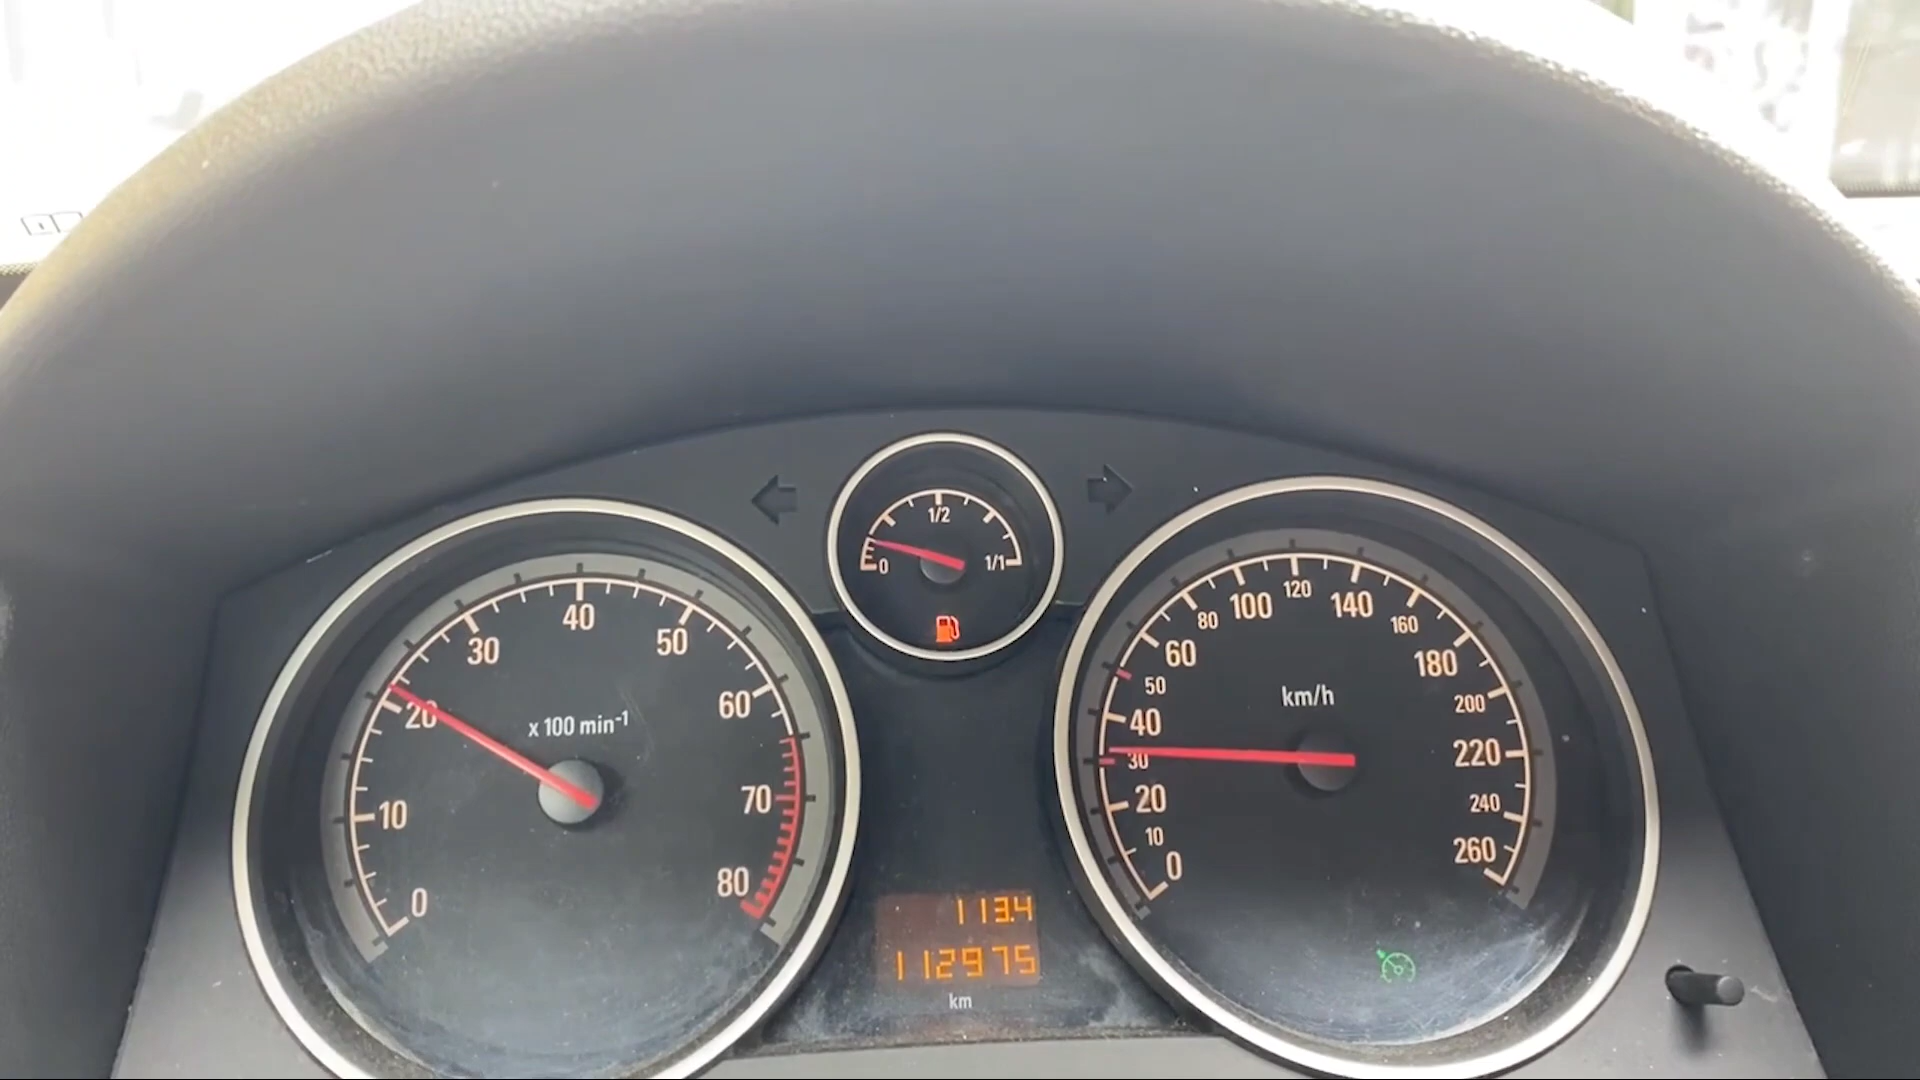 1/2
0 1/1
0 10 20 30 40 50 60 70 80
x 100 min-1
0 10 20 30 40 50 60 80 100 120 140 160 180 200 220 240 260
km/h
113.4
112975
km